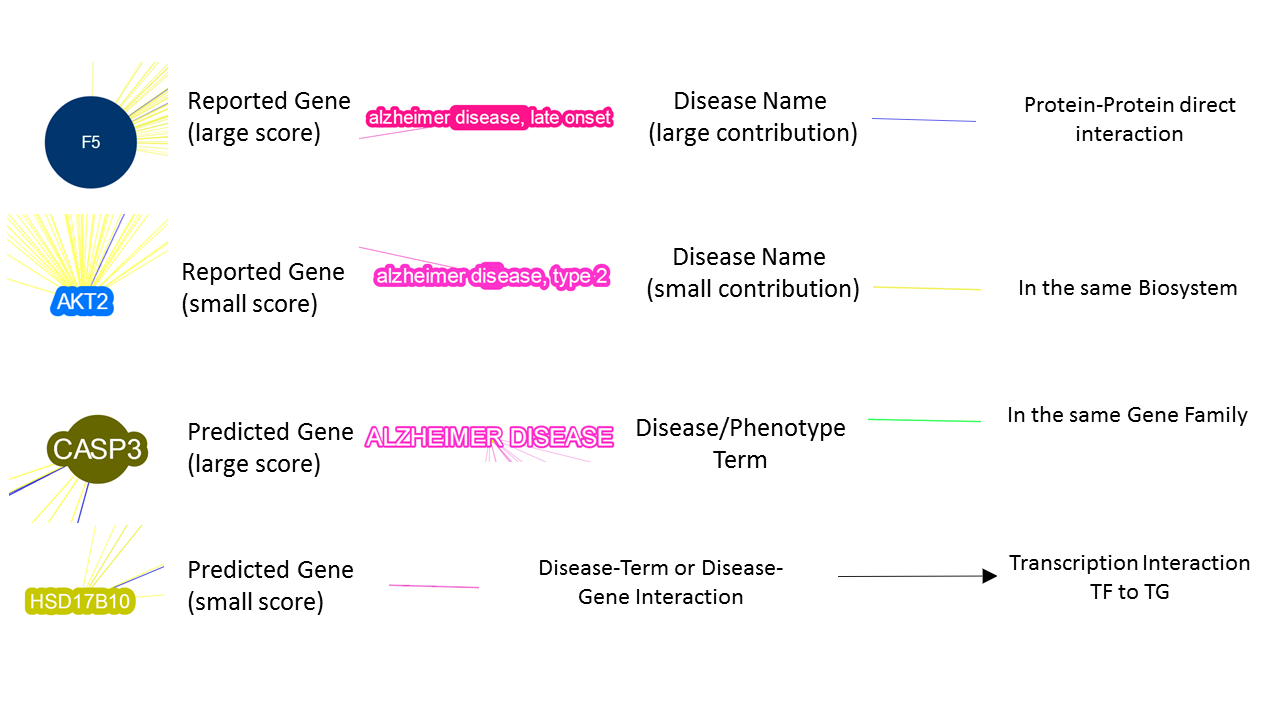 F5
Reported Gene
(large score)
alzheimer disease, late onset
Disease Name
(large contribution)
Protein-Protein direct
interaction
AKT2
Reported Gene
(small score)
alzheimer disease, type 2
Disease Name
(small contribution)
In the same Biosystem
CASP3
Predicted Gene
(large score)
ALZHEIMER DISEASE
Disease/Phenotype
Term
In the same Gene Family
HSD17B10
Predicted Gene
(small score)
Disease-Term or Disease-
Gene Interaction
Transcription Interaction
TF to TG